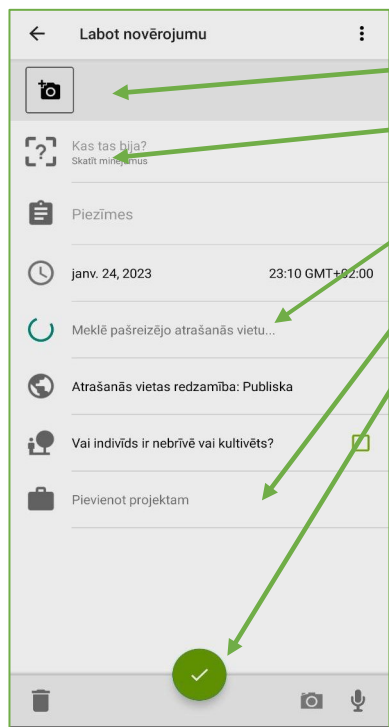 Labot novērojumu
Kas tas bija?
Skatīt minējumus
Piezīmes
janv. 24, 2023 23:10 GMT+02:00
Meklē pašreizējo atrašanās vietu...
Atrašanās vietas redzamība: Publiska
Vai indivīds ir nebrīvē vai kultivēts?
Pievienot projektam